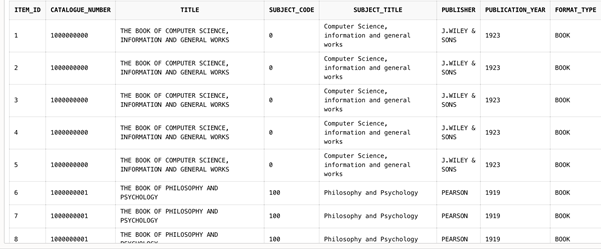 ITEM_ID CATALOGUE_NUMBER TITLE SUBJECT_CODE SUBJECT_TITLE PUBLISHER PUBLICATION_YEAR FORMAT_TYPE
1 1000000000 THE BOOK OF COMPUTER SCIENCE, INFORMATION AND GENERAL WORKS 0 Computer Science, information and general works J.WILEY & SONS 1923 BOOK
2 1000000000 THE BOOK OF COMPUTER SCIENCE, INFORMATION AND GENERAL WORKS 0 Computer Science, information and general works J.WILEY & SONS 1923 BOOK
3 1000000000 THE BOOK OF COMPUTER SCIENCE, INFORMATION AND GENERAL WORKS 0 Computer Science, information and general works J.WILEY & SONS 1923 BOOK
4 1000000000 THE BOOK OF COMPUTER SCIENCE, INFORMATION AND GENERAL WORKS 0 Computer Science, information and general works J.WILEY & SONS 1923 BOOK
5 1000000000 THE BOOK OF COMPUTER SCIENCE, INFORMATION AND GENERAL WORKS 0 Computer Science, information and general works J.WILEY & SONS 1923 BOOK
6 1000000001 THE BOOK OF PHILOSOPHY AND PSYCHOLOGY 100 Philosophy and Psychology PEARSON 1919 BOOK
7 1000000001 THE BOOK OF PHILOSOPHY AND PSYCHOLOGY 100 Philosophy and Psychology PEARSON 1919 BOOK
8 1000000001 THE BOOK OF PHILOSOPHY AND 100 Philosophy and Psychology PEARSON 1919 BOOK